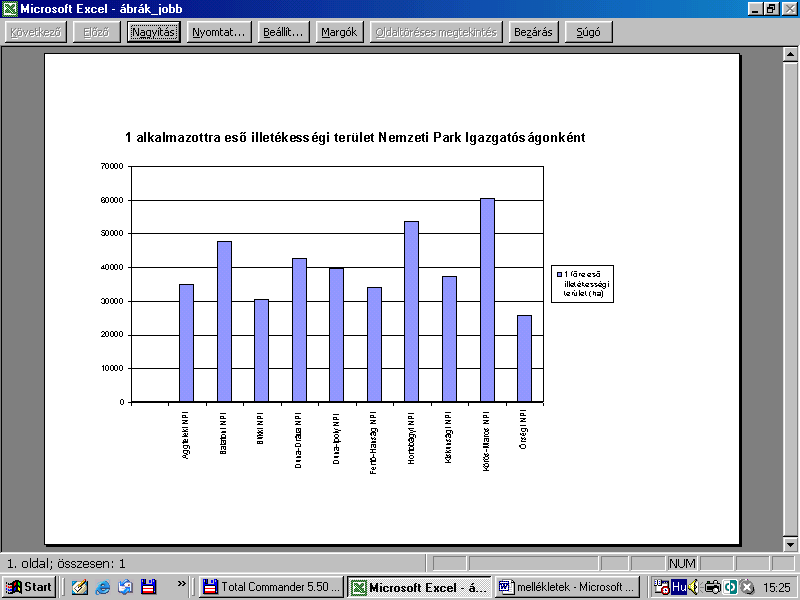 Microsoft Excel - ábrák_jobb
Következő Előző Nagyítás Nyomtat... Beállít... Margók Oldaltöréses megtekintés Bezárás Súgó
1 alkalmazottra eső illetékességi terület Nemzeti Park Igazgatóságonként
70000
60000
50000
40000
30000
20000
10000
0
Aggteleki NPI
Balatoni NPI
Bükki NPI
Duna-Dráva NPI
Duna-Ipoly NPI
Fertő-Hanság NPI
Hortobágyi NPI
Kiskunsági NPI
Körös-Maros NPI
Őrségi NPI
1 főre eső
illetékességi
terület (ha)
1. oldal; összesen: 1
NUM
Start
Total Commander 5.50 ...
Microsoft Excel - á...
mellékletek - Microsoft ...
Hu
15:25